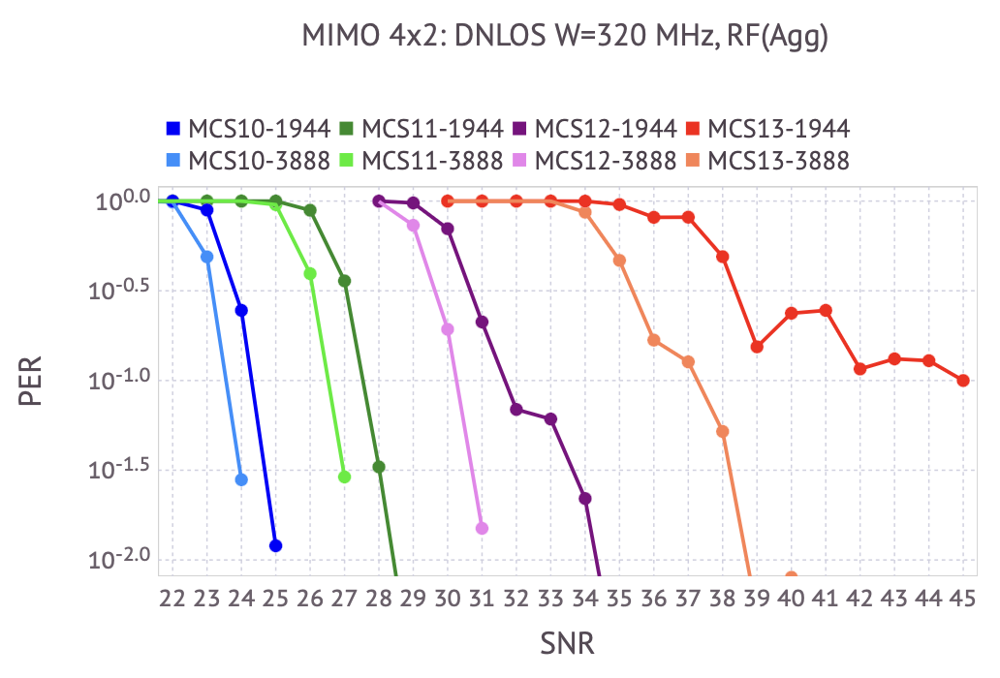 MIMO 4x2: DNLOS W=320 MHz, RF(Agg)
MCS10-1944 MCS11-1944 MCS12-1944 MCS13-1944
MCS10-3888 MCS11-3888 MCS12-3888 MCS13-3888
10^0.0
10^-0.5
10^-1.0
10^-1.5
10^-2.0
PER
22 23 24 25 26 27 28 29 30 31 32 33 34 35 36 37 38 39 40 41 42 43 44 45
SNR